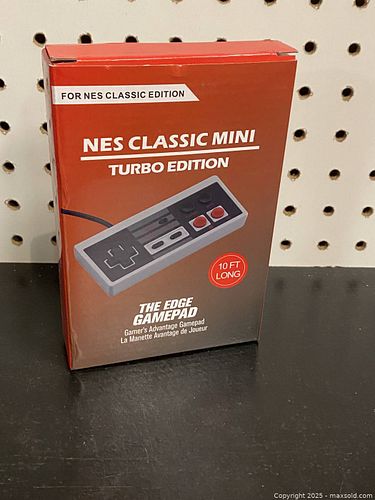 FOR NES CLASSIC EDITION
NES CLASSIC MINI
TURBO EDITION
10 FT
LONG
THE EDGE
GAMEPAD
Gamer's Advantage Gamepad
La Manette Avantage de Joueur
Copyright 2025 - maxsold.com